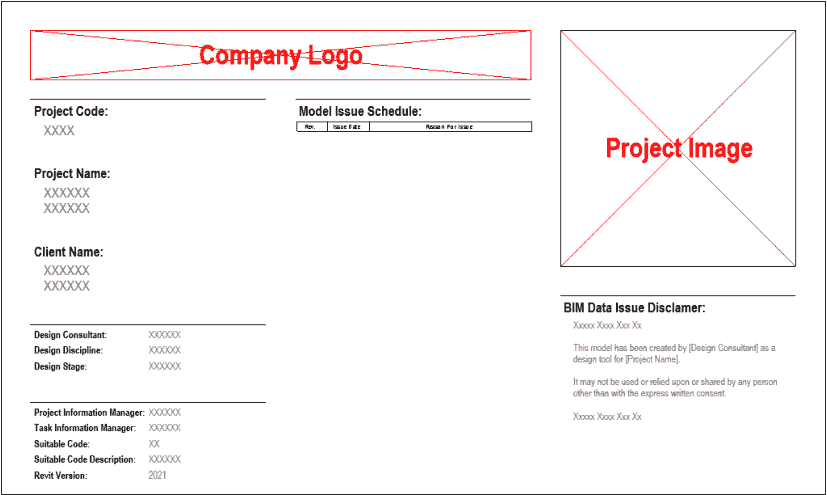 Company Logo
Project Code:
XXXX
Project Name:
XXXXXX
XXXXXX
Client Name:
XXXXXX
XXXXXX
Design Consultant: XXXXXX
Design Discipline: XXXXXX
Design Stage: XXXXXX
Project Information Manager: XXXXXX
Task Information Manager: XXXXXX
Suitable Code: XX
Suitable Code Description: XXXXXX
Revit Version: 2021
Model Issue Schedule:
Rev. Issue Date Reason For Issue
Project Image
BIM Data Issue Disclamer:
Xxxxx Xxxx Xxx Xx
This model has been created by [Design Consultant] as a
design tool for [Project Name].
It may not be used or relied upon or shared by any person
other than with the express written consent.
Xxxxx Xxxx Xxx Xx